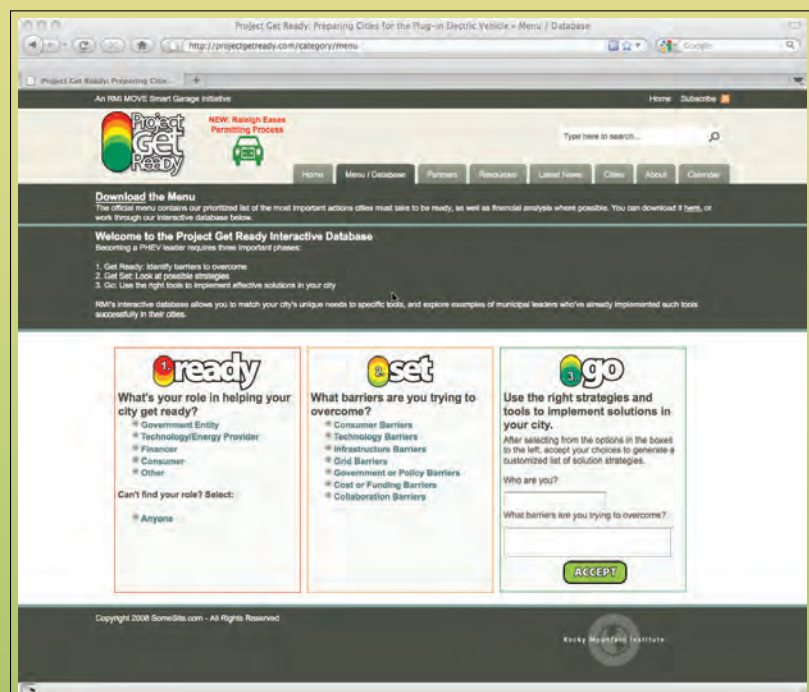 Project Get Ready: Preparing Cities for the Plug-in Electric Vehicle » Menu / Database
http://projectgetready.com/category/menu
Google
Project Get Ready: Preparing Citie...
An RMI MOVE Smart Garage Initiative
Home Subscribe
Project Get Ready
NEW: Raleigh Eases
Permitting Process
Type here to search...
Home Menu / Database Partners Resources Latest News Cities About Calendar
Download the Menu
The official menu contains our prioritized list of the most important actions cities must take to be ready, as well as financial analysis where possible. You can download it here, or
work through our interactive database below.
Welcome to the Project Get Ready Interactive Database
Becoming a PHEV leader requires three important phases:
1. Get Ready: Identify barriers to overcome
2. Get Set: Look at possible strategies
3. Go: Use the right tools to implement effective solutions in your city
RMI's interactive database allows you to match your city's unique needs to specific tools, and explore examples of municipal leaders who've already implemented such tools
successfully in their cities.
1. ready
What's your role in helping your
city get ready?
Government Entity
Technology/Energy Provider
Financer
Consumer
Other
Can't find your role? Select:
Anyone
2. set
What barriers are you trying to
overcome?
Consumer Barriers
Technology Barriers
Infrastructure Barriers
Grid Barriers
Government or Policy Barriers
Cost or Funding Barriers
Collaboration Barriers
3. go
Use the right strategies and
tools to implement solutions in
your city.
After selecting from the options in the boxes
to the left, accept your choices to generate a
customized list of solution strategies.
Who are you?
What barriers are you trying to overcome?
ACCEPT
Copyright 2008 SomeSite.com - All Rights Reserved
Rocky Mountain Institute